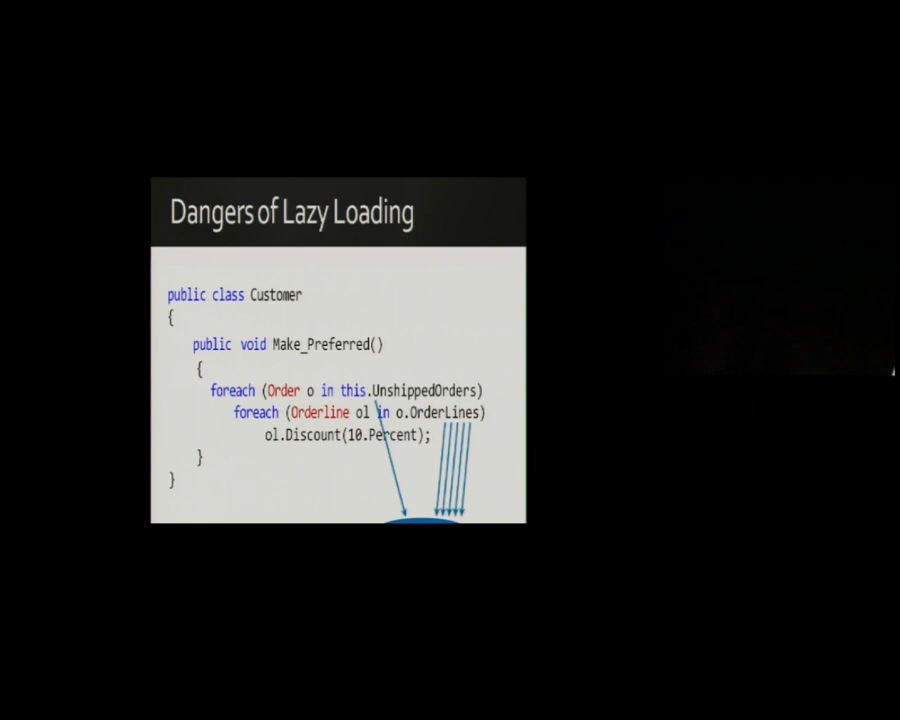 Dangers of Lazy Loading
public class Customer
{
public void Make_Preferred()
{
foreach (Order o in this.UnshippedOrders)
foreach (Orderline ol in o.OrderLines)
ol.Discount(10.Percent);
}
}